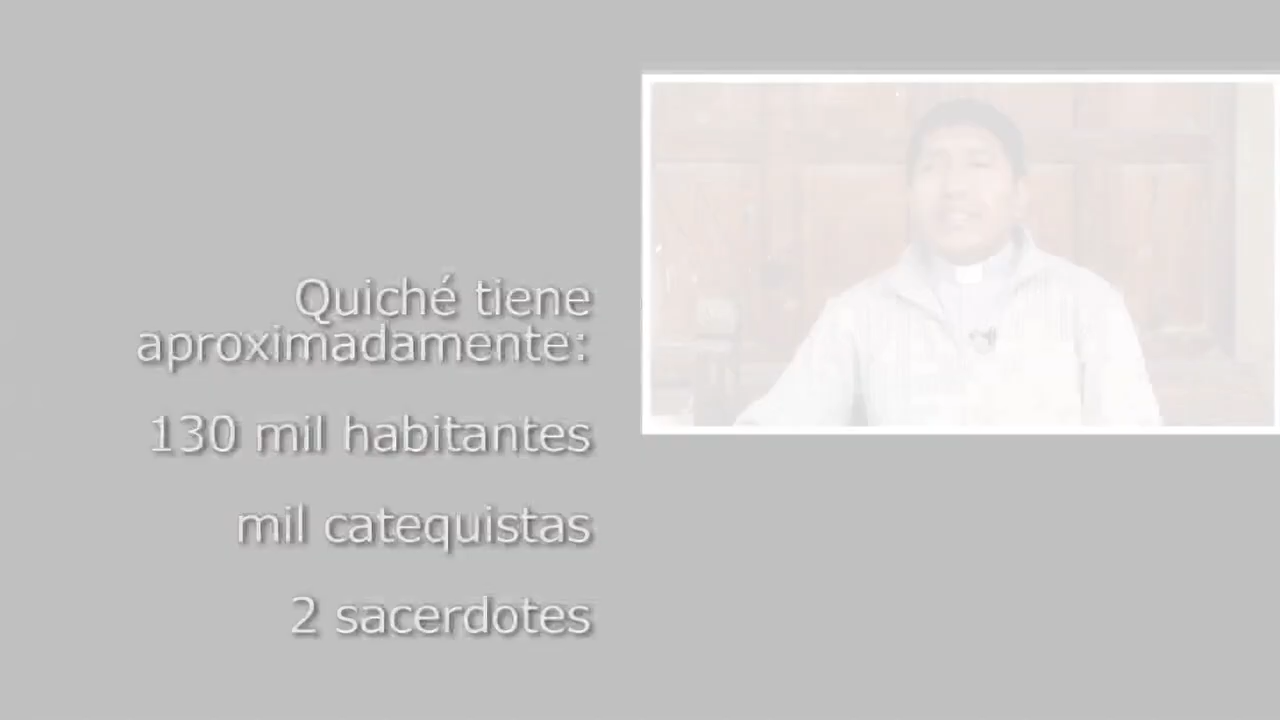 Quiché tiene
aproximadamente:
130 mil habitantes
mil catequistas
2 sacerdotes